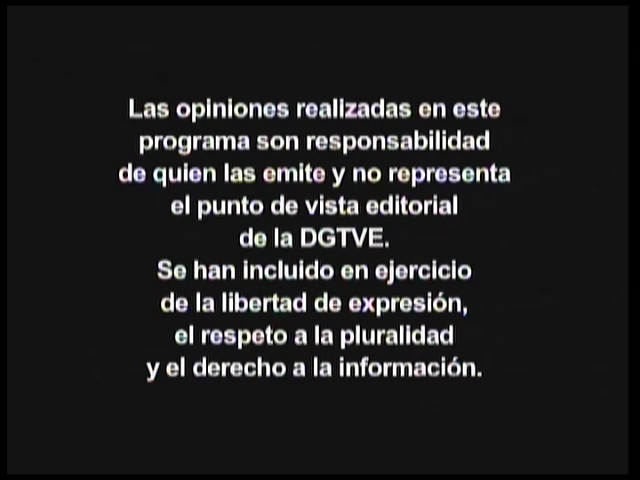 Las opiniones realizadas en este
programa son responsabilidad
de quien las emite y no representa
el punto de vista editorial
de la DGTVE.
Se han incluido en ejercicio
de la libertad de expresión,
el respeto a la pluralidad
y el derecho a la información.